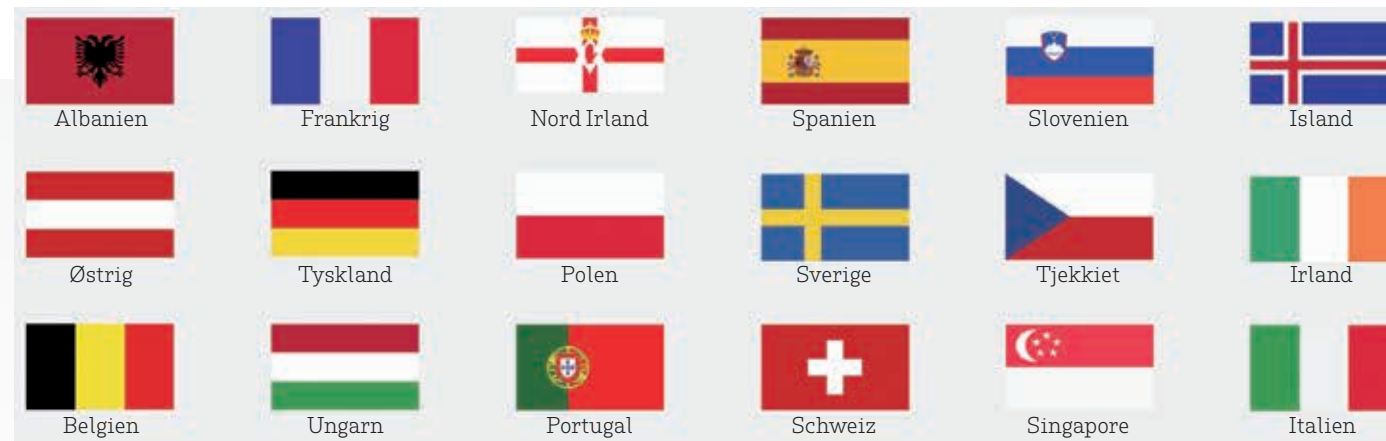 Albanien Frankrig Nord Irland Spanien Slovenien Island
Østrig Tyskland Polen Sverige Tjekkiet Irland
Belgien Ungarn Portugal Schweiz Singapore Italien